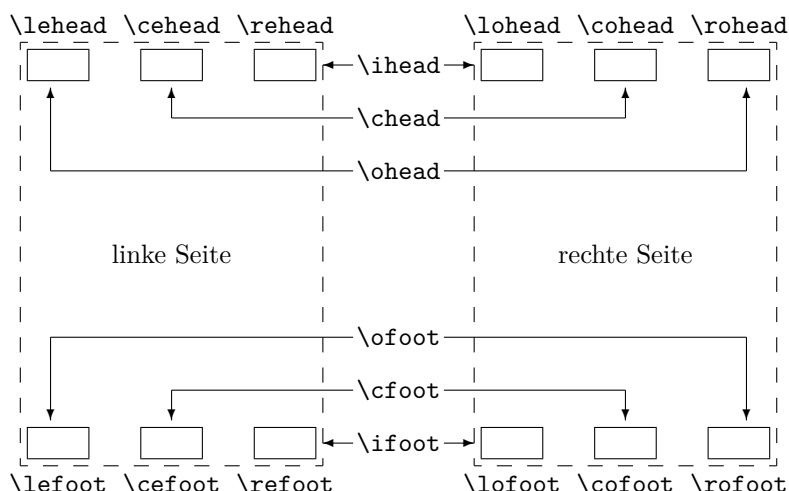 \lehead \cehead \rehead \lohead \cohead \rohead
\ihead
\chead
\ohead
linke Seite rechte Seite
\ofoot
\cfoot
\ifoot
\lefoot \cefoot \refoot \lofoot \cofoot \rofoot